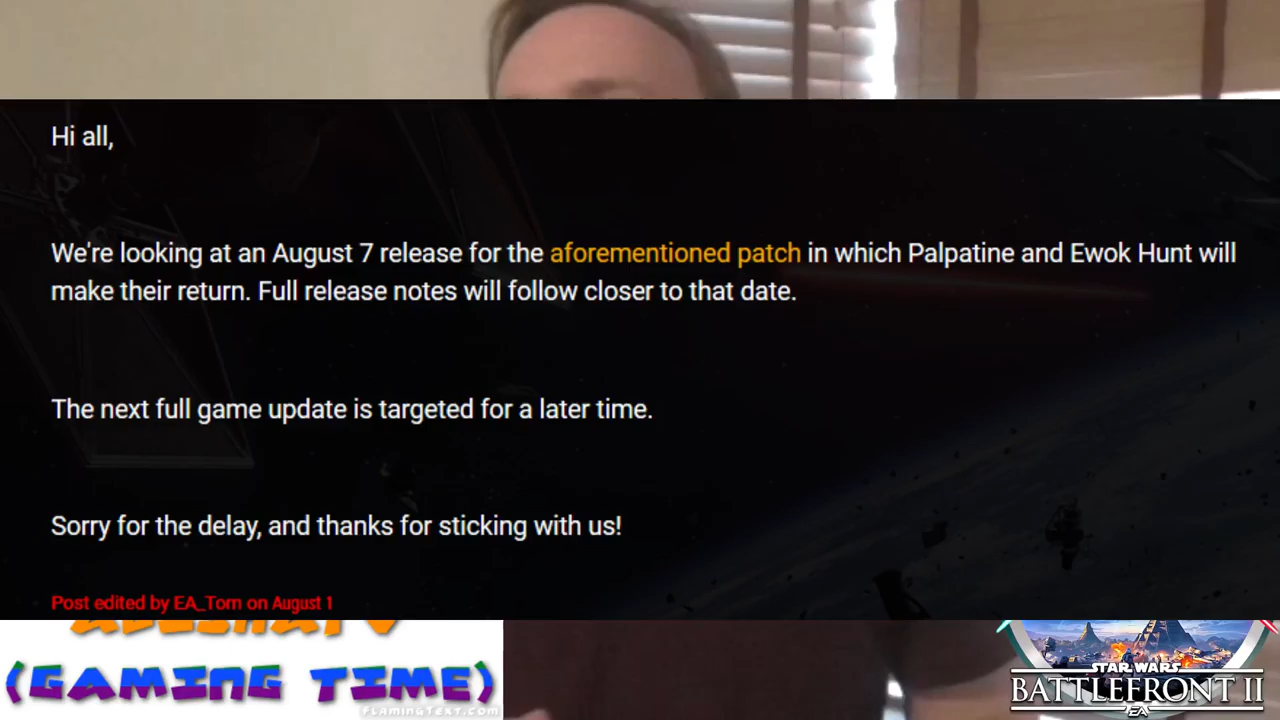 Hi all,
We're looking at an August 7 release for the aforementioned patch in which Palpatine and Ewok Hunt will
make their return. Full release notes will follow closer to that date.
The next full game update is targeted for a later time.
Sorry for the delay, and thanks for sticking with us!
Post edited by EA_Tom on August 1
(GAMING TIME)
FLAMINGTEXT.COM
STAR WARS
BATTLEFRONT II
EA